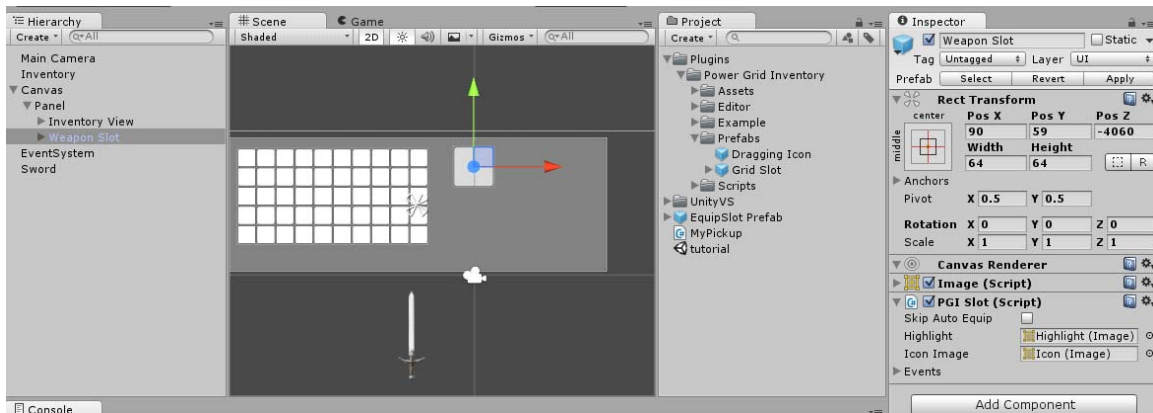 Hierarchy
Create
All
Main Camera
Inventory
Canvas
Panel
Inventory View
Weapon Slot
EventSystem
Sword
Scene
Game
Shaded
2D
Gizmos
All
Project
Create
Plugins
Power Grid Inventory
Assets
Editor
Example
Prefabs
Dragging Icon
Grid Slot
Scripts
UnityVS
EquipSlot Prefab
MyPickup
tutorial
Inspector
Weapon Slot
Static
Tag Untagged Layer UI
Prefab Select Revert Apply
Rect Transform
center Pos X Pos Y Pos Z
middle
90 59 -4060
Width Height
64 64
R
Anchors
Pivot X 0.5 Y 0.5
Rotation X 0 Y 0 Z 0
Scale X 1 Y 1 Z 1
Canvas Renderer
Image (Script)
PGI Slot (Script)
Skip Auto Equip
Highlight Highlight (Image)
Icon Image Icon (Image)
Events
Add Component
Console